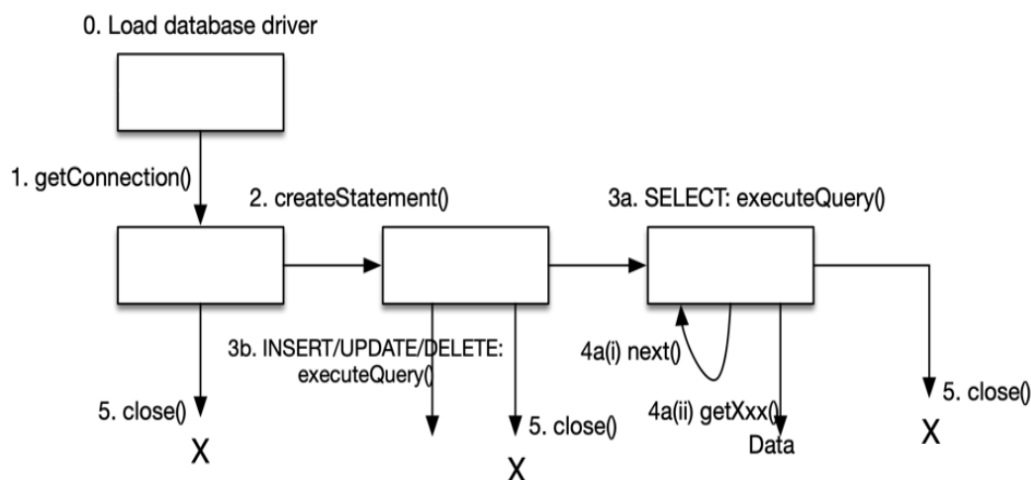 0. Load database driver
1. getConnection()
2. createStatement()
3a. SELECT: executeQuery()
3b. INSERT/UPDATE/DELETE:
executeQuery()
4a(i) next()
4a(ii) getXxx()
Data
5. close()
X
5. close()
X
5. close()
X